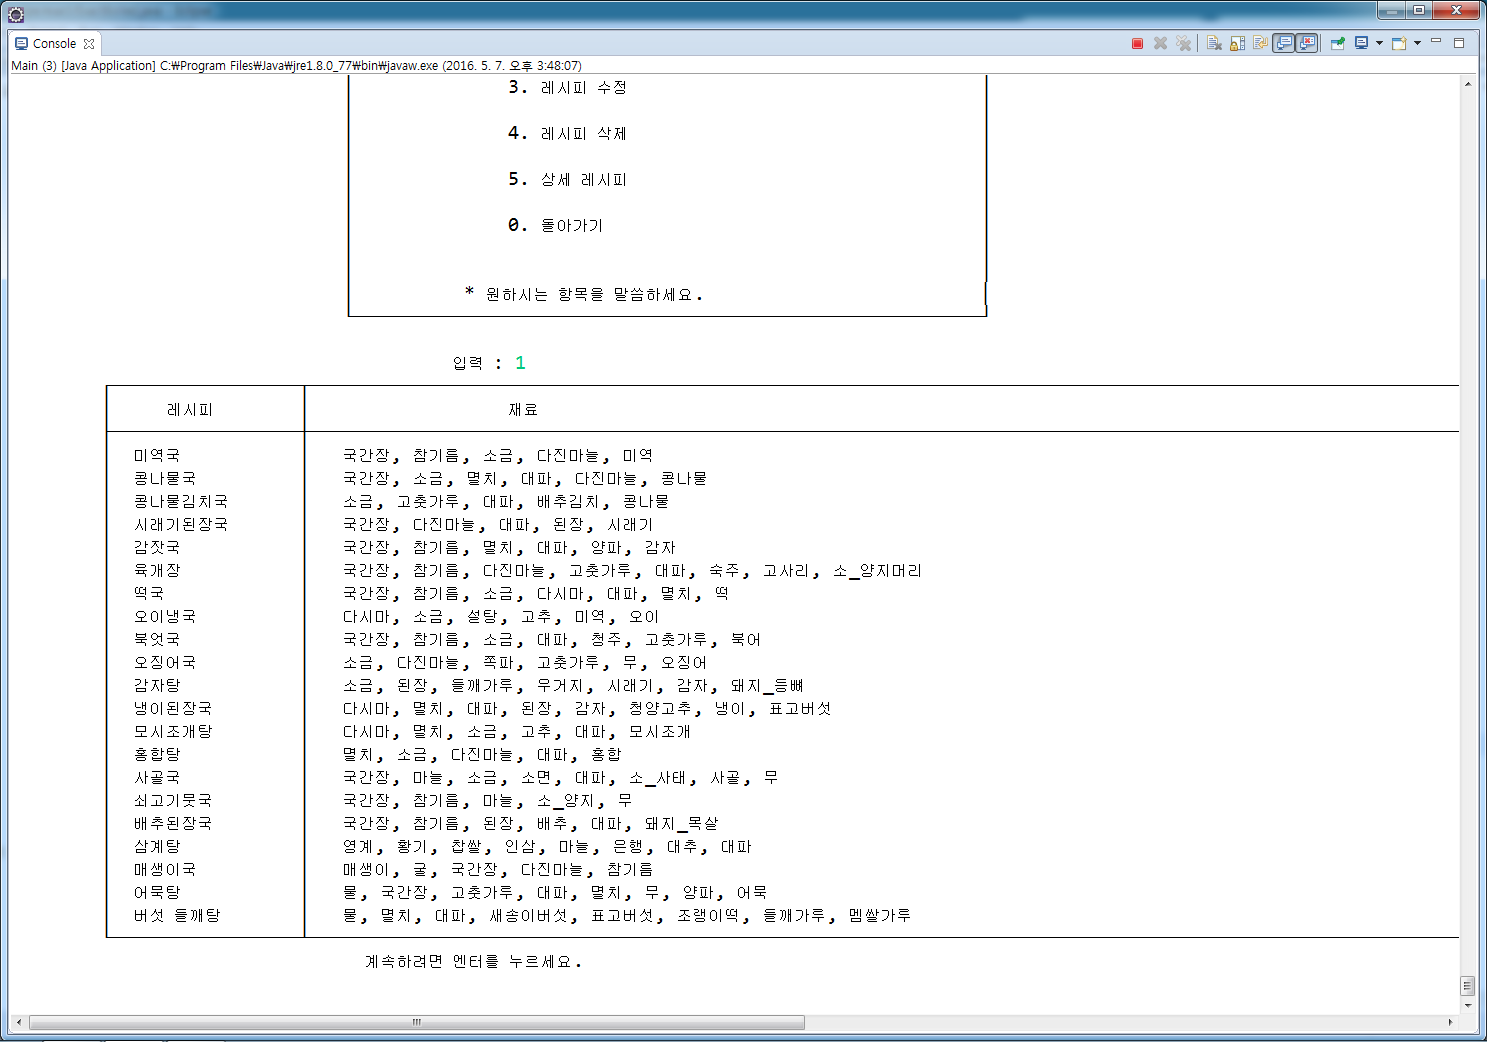 Console
Main (3) [Java Application] C:₩Program Files₩Java₩jre1.8.0_77₩bin₩javaw.exe (2016. 5. 7. 오후 3:48:07)
3. 레시피 수정
4. 레시피 삭제
5. 상세 레시피
0. 돌아가기
* 원하시는 항목을 말씀하세요.
입력 : 1
레시피 재료
미역국 국간장, 참기름, 소금, 다진마늘, 미역
콩나물국 국간장, 소금, 멸치, 대파, 다진마늘, 콩나물
콩나물김치국 소금, 고춧가루, 대파, 배추김치, 콩나물
시래기된장국 국간장, 다진마늘, 대파, 된장, 시래기
감잣국 국간장, 참기름, 멸치, 대파, 양파, 감자
육개장 국간장, 참기름, 다진마늘, 고춧가루, 대파, 숙주, 고사리, 소_양지머리
떡국 국간장, 참기름, 소금, 다시마, 대파, 멸치, 떡
오이냉국 다시마, 소금, 설탕, 고추, 미역, 오이
북엇국 국간장, 참기름, 소금, 대파, 청주, 고춧가루, 북어
오징어국 소금, 다진마늘, 쪽파, 고춧가루, 무, 오징어
감자탕 소금, 된장, 들깨가루, 우거지, 시래기, 감자, 돼지_등뼈
냉이된장국 다시마, 멸치, 대파, 된장, 감자, 청양고추, 냉이, 표고버섯
모시조개탕 다시마, 멸치, 소금, 고추, 대파, 모시조개
홍합탕 멸치, 소금, 다진마늘, 대파, 홍합
사골국 국간장, 마늘, 소금, 소면, 대파, 소_사태, 사골, 무
쇠고기뭇국 국간장, 참기름, 마늘, 소_양지, 무
배추된장국 국간장, 참기름, 된장, 배추, 대파, 돼지_목살
삼계탕 영계, 황기, 찹쌀, 인삼, 마늘, 은행, 대추, 대파
매생이국 매생이, 굴, 국간장, 다진마늘, 참기름
어묵탕 물, 국간장, 고춧가루, 대파, 멸치, 무, 양파, 어묵
버섯 들깨탕 물, 멸치, 대파, 새송이버섯, 표고버섯, 조랭이떡, 들깨가루, 멥쌀가루
계속하려면 엔터를 누르세요.